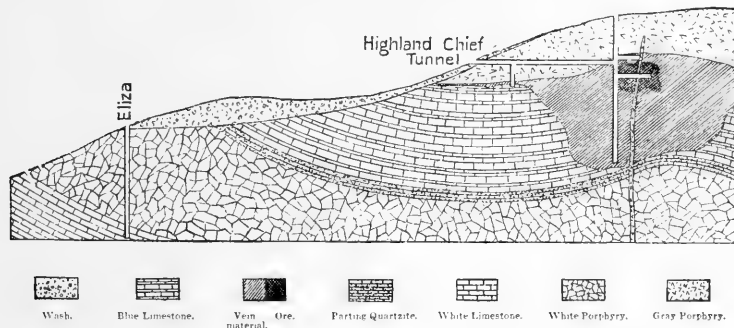 Highland Chief
Tunnel
Eliza
Wash. Blue Limestone. Vein Ore. Parting Quartzite. White Limestone. White Porphyry. Gray Porphyry.
material.